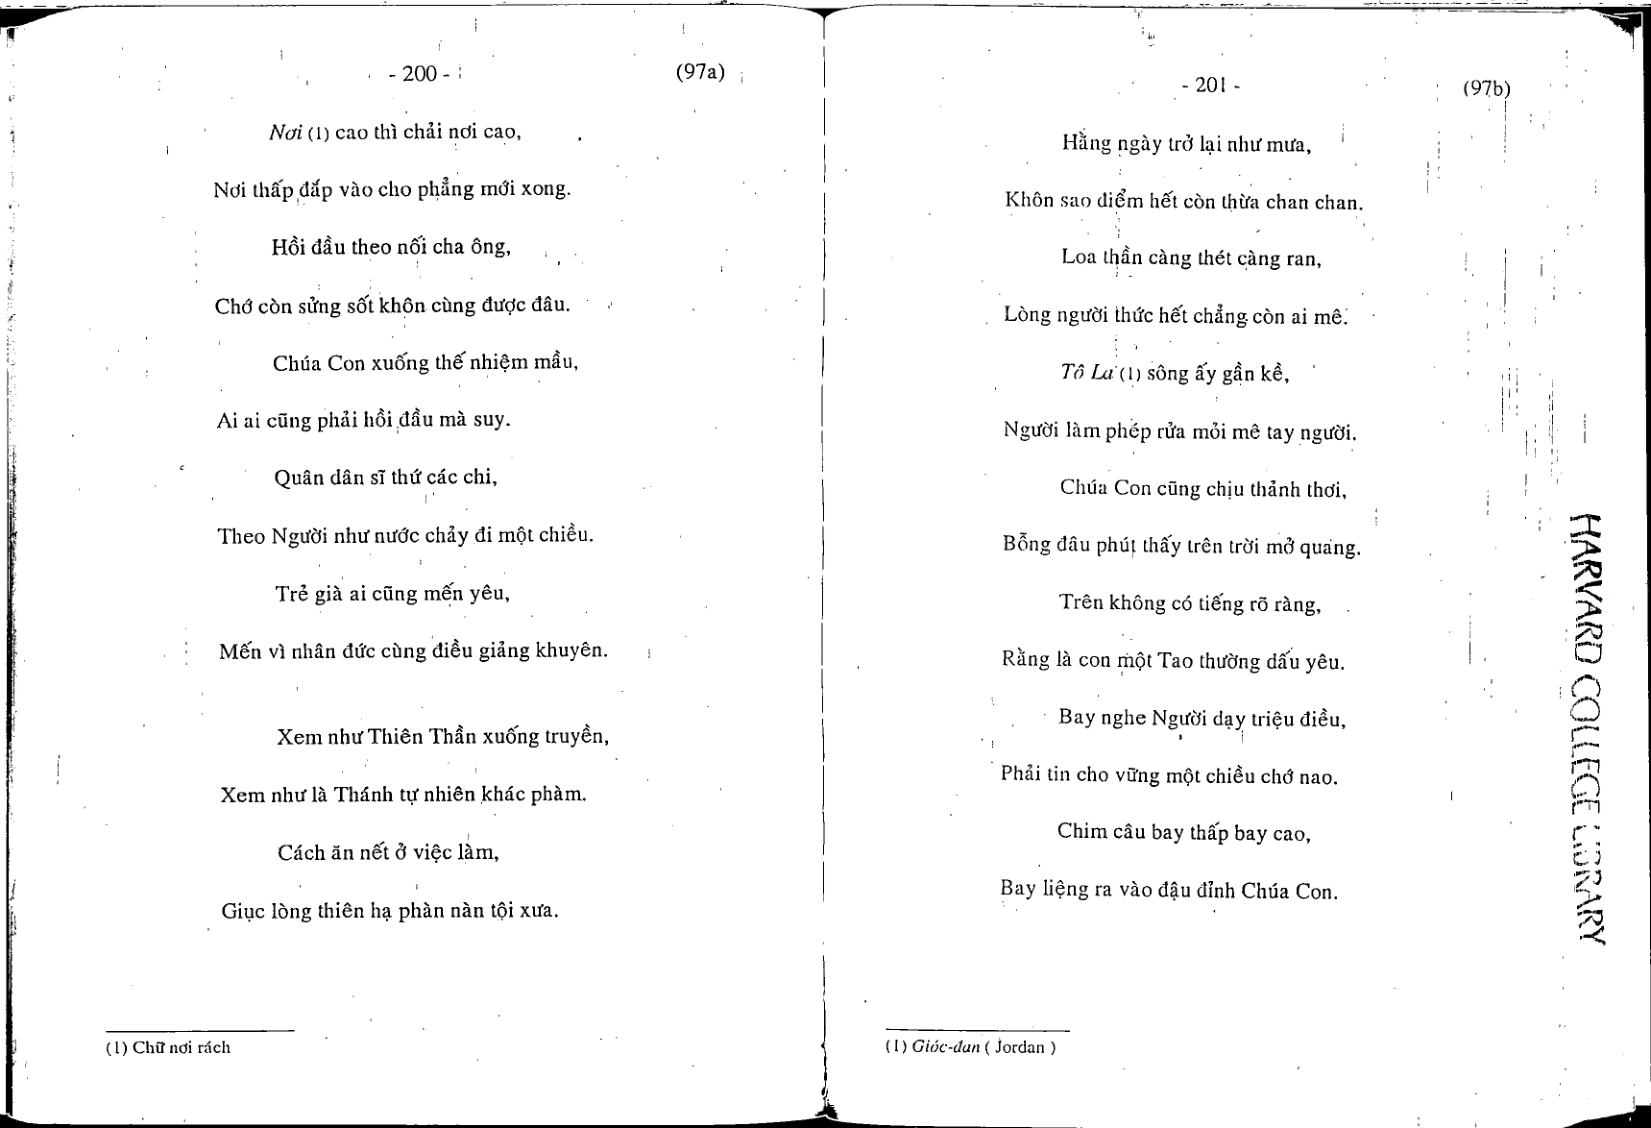 - 200 -
(97a)
Nơi (1) cao thì chải nơi cao,
Nơi thấp đắp vào cho phẳng mới xong.
Hồi đầu theo nối cha ông,
Chớ còn sửng sốt khôn cùng được đâu.
Chúa Con xuống thế nhiệm mầu,
Ai ai cũng phải hồi đầu mà suy.
Quân dân sĩ thứ các chi,
Theo Người như nước chảy đi một chiều.
Trẻ già ai cũng mến yêu,
Mến vì nhân đức cùng điều giảng khuyên.
Xem như Thiên Thần xuống truyền,
Xem như là Thánh tự nhiên khác phàm.
Cách ăn nết ở việc làm,
Giục lòng thiên hạ phàn nàn tội xưa.
(1) Chữ nơi rách
- 201 -
(97b)
Hằng ngày trở lại như mưa,
Khôn sao điểm hết còn thừa chan chan.
Loa thần càng thét càng ran,
Lòng người thức hết chẳng còn ai mê.
Tô La (1) sông ấy gần kề,
Người làm phép rửa mỏi mê tay người.
Chúa Con cũng chịu thảnh thơi,
Bỗng đâu phút thấy trên trời mở quang.
Trên không có tiếng rõ ràng,
Rằng là con một Tao thường dấu yêu.
Bay nghe Người dạy triệu điều,
Phải tin cho vững một chiều chớ nao.
Chim câu bay thấp bay cao,
Bay liệng ra vào đậu đỉnh Chúa Con.
(1) Gióc-đan ( Jordan )
HARVARD COLLEGE LIBRARY